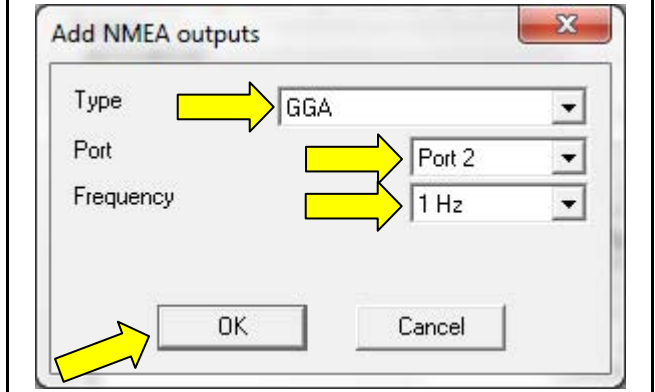 Add NMEA outputs
Type GGA
Port Port 2
Frequency 1 Hz
OK Cancel